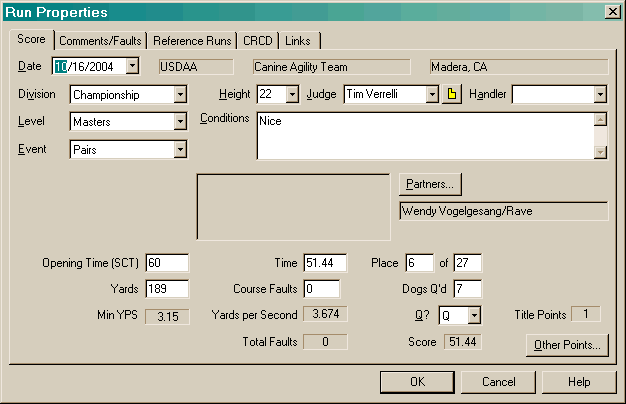 Run Properties
Score Comments/Faults Reference Runs CRCD Links
Date 10/16/2004 USDAA Canine Agility Team Madera, CA
Division Championship Height 22 Judge Tim Verrelli Handler
Level Masters Conditions Nice
Event Pairs
Partners...
Wendy Vogelgesang/Rave
Opening Time (SCT) 60 Time 51.44 Place 6 of 27
Yards 189 Course Faults 0 Dogs Q'd 7
Min YPS 3.15 Yards per Second 3.674 Q? Q Title Points 1
Total Faults 0 Score 51.44 Other Points...
OK Cancel Help